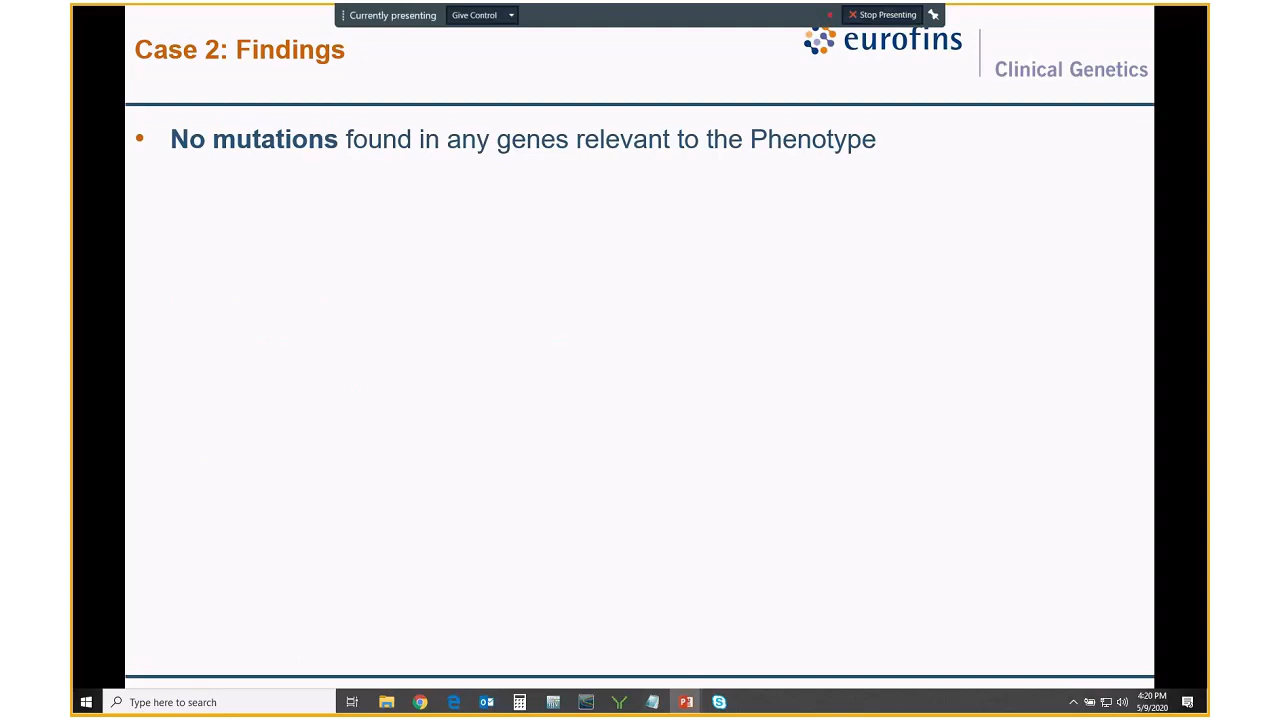 Currently presenting
Give Control
Stop Presenting
Case 2: Findings
eurofins
Clinical Genetics
• No mutations found in any genes relevant to the Phenotype
Type here to search
4:20 PM
5/9/2020